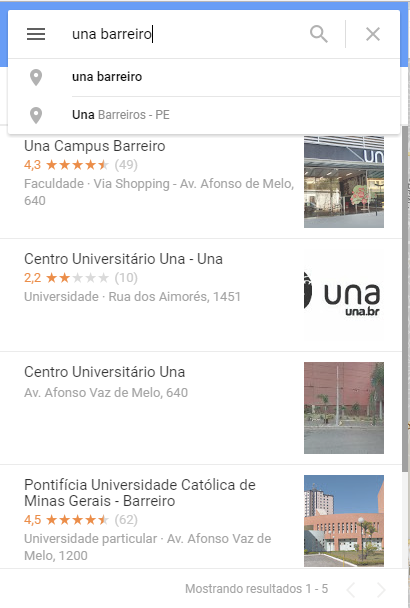 una barreiro
una barreiro
Una Barreiros - PE
Una Campus Barreiro
4,3 (49)
Faculdade · Via Shopping - Av. Afonso de Melo,
640
un
Centro Universitário Una - Una
2,2 (10)
Universidade · Rua dos Aimorés, 1451
una
una.br
Centro Universitário Una
Av. Afonso Vaz de Melo, 640
Pontifícia Universidade Católica de
Minas Gerais - Barreiro
4,5 (62)
Universidade particular · Av. Afonso Vaz de
Melo, 1200
Mostrando resultados 1 - 5